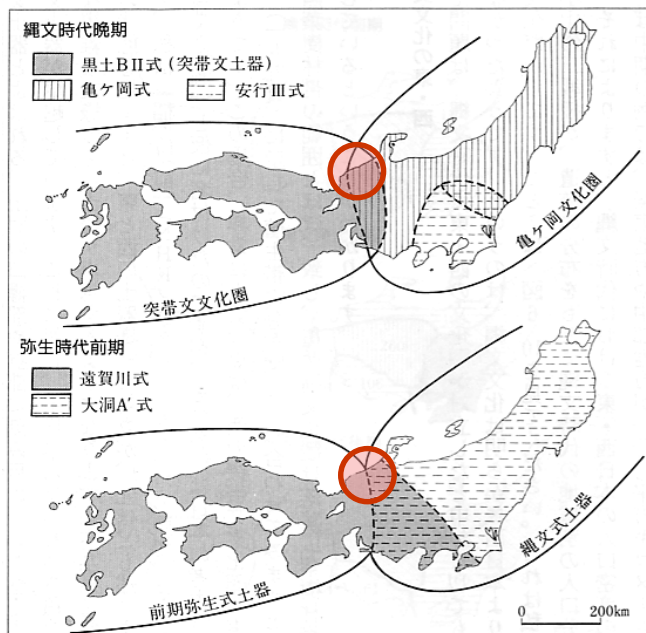 縄文時代晩期
黒土BII式(突帯文土器)
亀ヶ岡式 安行III式
亀ケ岡文化圏
突帯文文化圏
弥生時代前期
遠賀川式
大洞A′式
縄文式土器
前期弥生式土器
0 200km